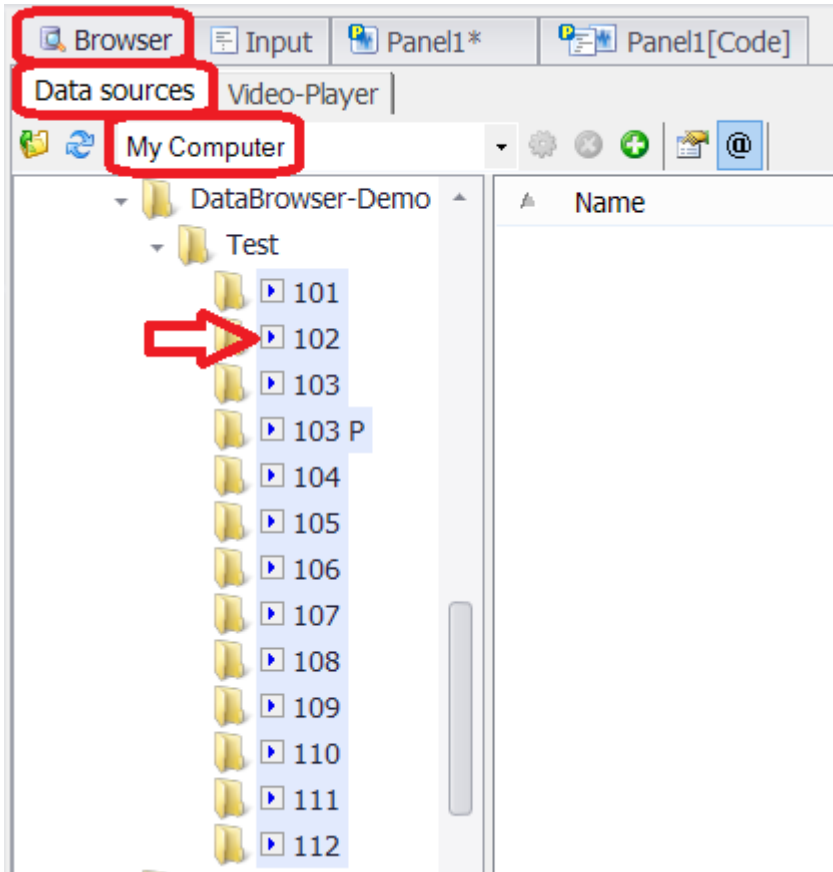 Browser Input Panel1* Panel1[Code]
Data sources Video-Player
My Computer @
DataBrowser-Demo Name
Test
101
102
103
103 P
104
105
106
107
108
109
110
111
112